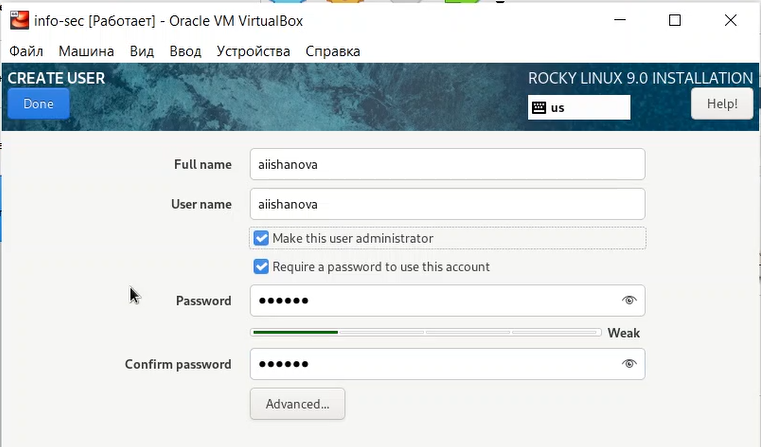 info-sec [Работает] - Oracle VM VirtualBox
Файл Машина Вид Ввод Устройства Справка
CREATE USER ROCKY LINUX 9.0 INSTALLATION
Done us Help!
Full name aiishanova
User name aiishanova
Make this user administrator
Require a password to use this account
Password ●●●●●●
Weak
Confirm password ●●●●●●
Advanced...